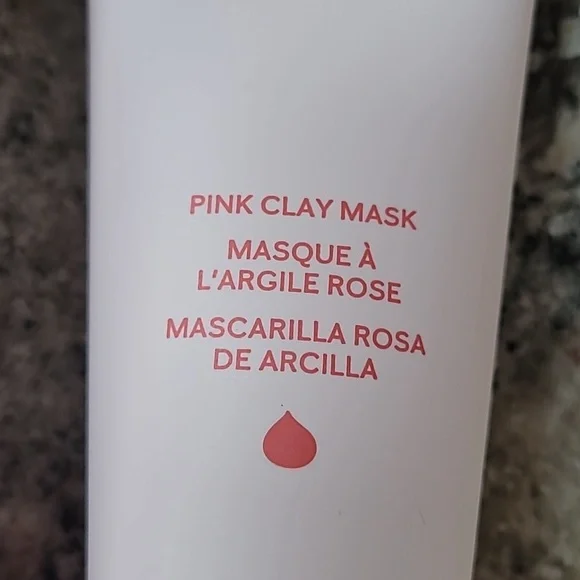 PINK CLAY MASK
MASQUE À
L'ARGILE ROSE
MASCARILLA ROSA
DE ARCILLA